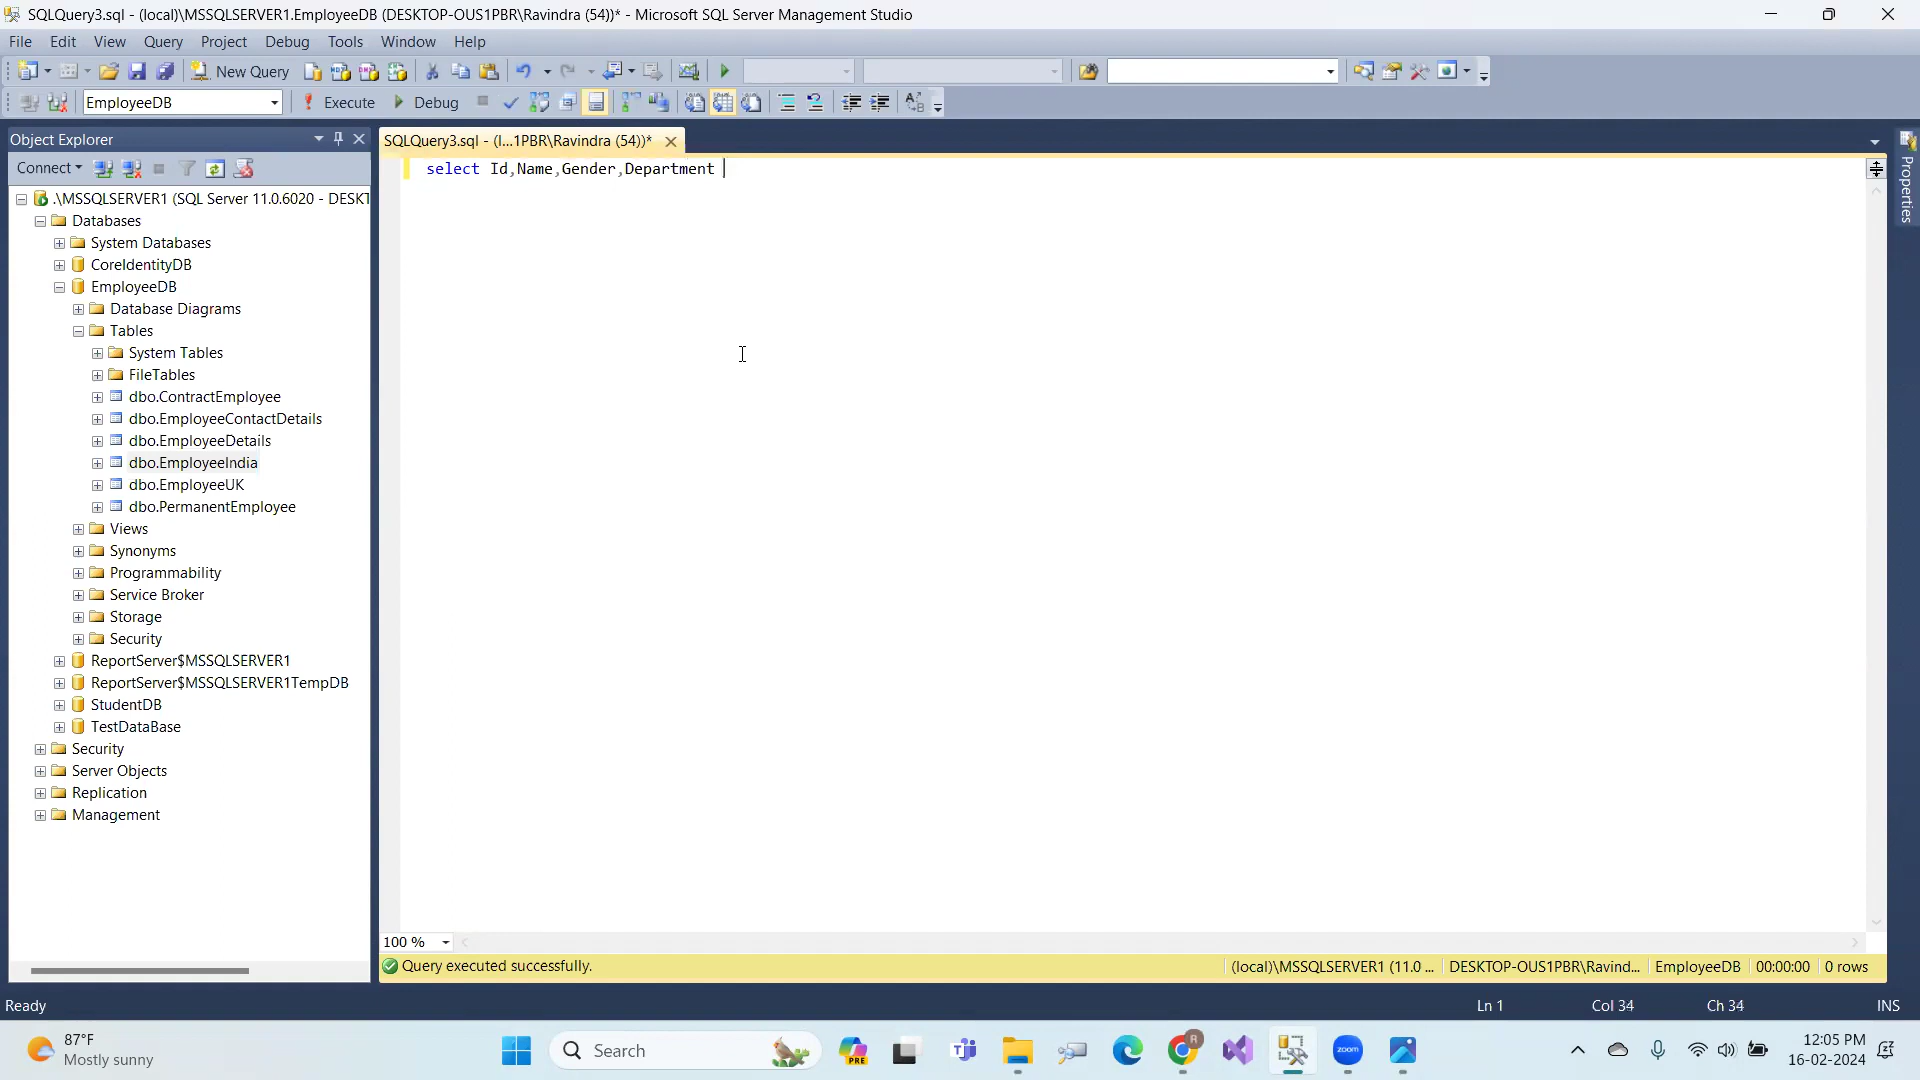 SQLQuery3.sql - (local)\MSSQLSERVER1.EmployeeDB (DESKTOP-OUS1PBR\Ravindra (54))* - Microsoft SQL Server Management Studio
File Edit View Query Project Debug Tools Window Help
New Query
EmployeeDB Execute Debug
Object Explorer
SQLQuery3.sql - (l...1PBR\Ravindra (54))*
Connect
select Id,Name,Gender,Department
Properties
.\MSSQLSERVER1 (SQL Server 11.0.6020 - DESKT
Databases
System Databases
CoreIdentityDB
EmployeeDB
Database Diagrams
Tables
System Tables
FileTables
dbo.ContractEmployee
dbo.EmployeeContactDetails
dbo.EmployeeDetails
dbo.EmployeeIndia
dbo.EmployeeUK
dbo.PermanentEmployee
Views
Synonyms
Programmability
Service Broker
Storage
Security
ReportServer$MSSQLSERVER1
ReportServer$MSSQLSERVER1TempDB
StudentDB
TestDataBase
Security
Server Objects
Replication
Management
100 %
Query executed successfully. (local)\MSSQLSERVER1 (11.0 ... DESKTOP-OUS1PBR\Ravind... EmployeeDB 00:00:00 0 rows
Ready Ln 1 Col 34 Ch 34 INS
87°F
Mostly sunny
Search
PRE
R
zoom
12:05 PM
16-02-2024